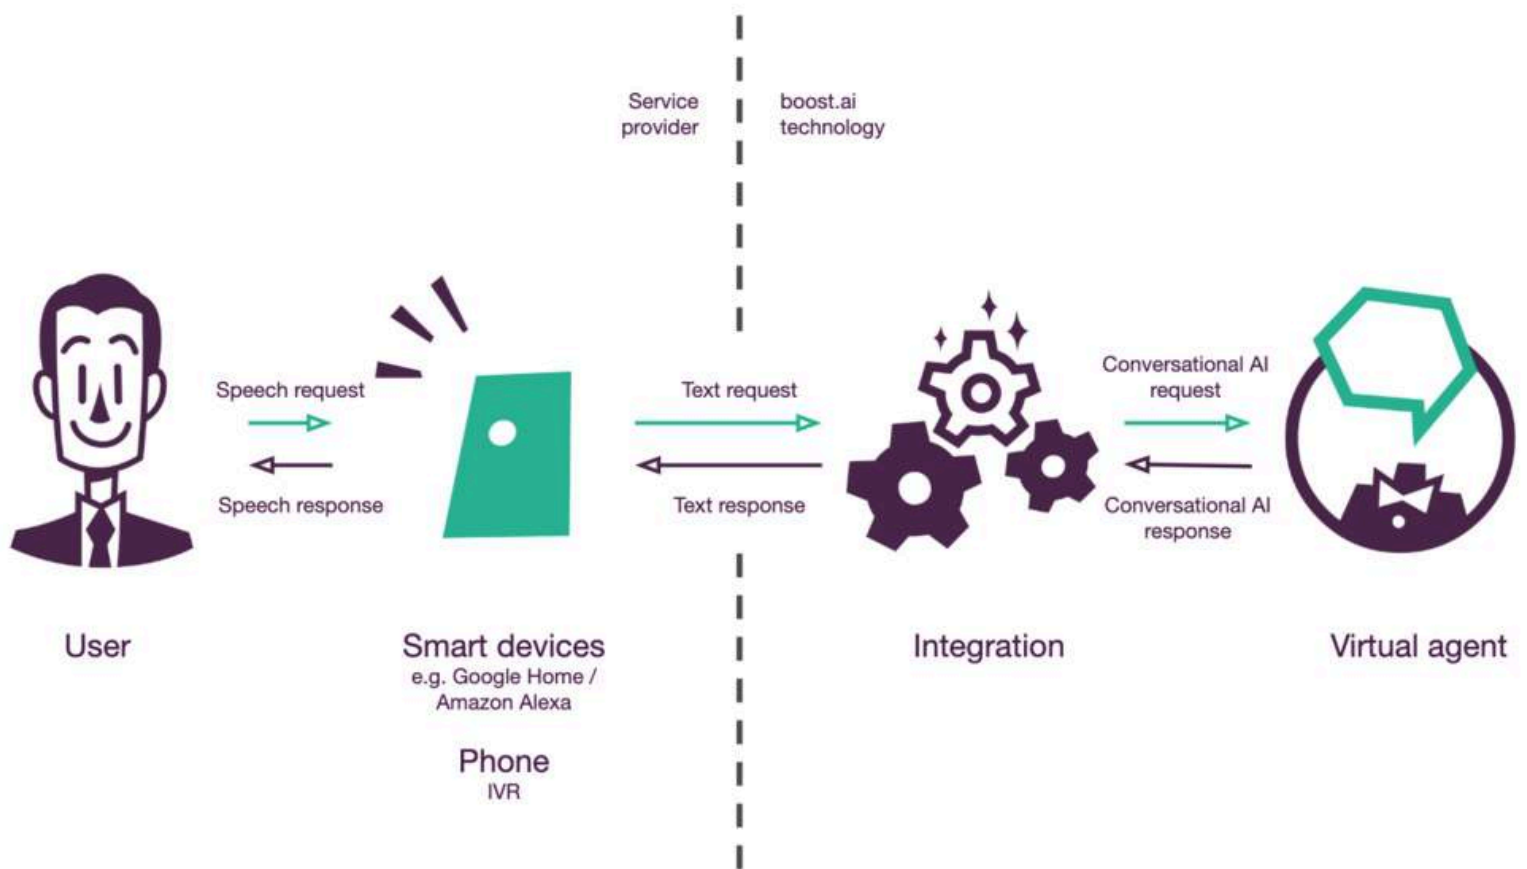 Service
provider
boost.ai
technology
Speech request
Speech response
Text request
Text response
Conversational AI
request
Conversational AI
response
User
Smart devices
e.g. Google Home /
Amazon Alexa
Phone
IVR
Integration
Virtual agent